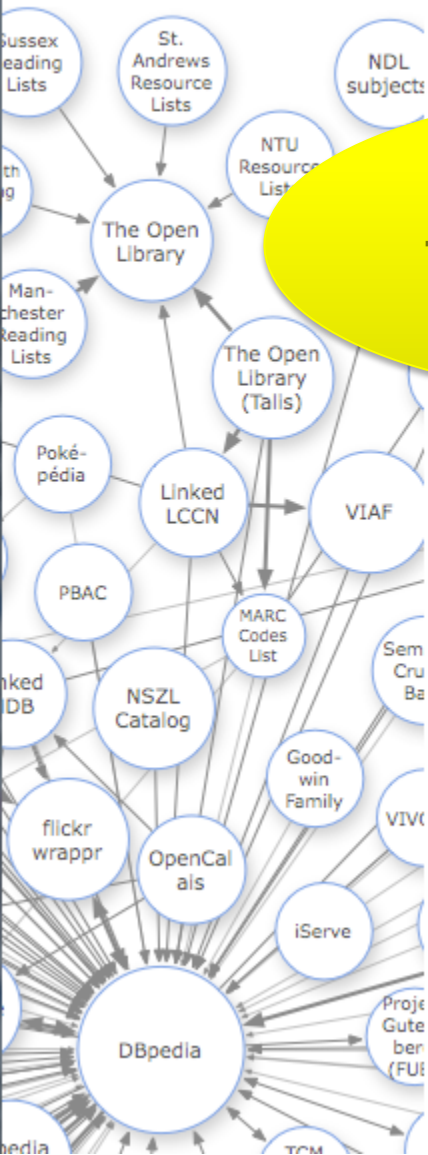 Sussex
Lists
St.
Andrews
Resource
Lists
NDL
subjects
NTU
Resource
List
The Open
Library
Man-
chester
Reading
Lists
The Open
Library
(Talis)
Poké-
pédia
Linked
LCCN
VIAF
PBAC
MARC
Codes
List
NSZL
Catalog
Good-
win
Family
flickr
wrappr
OpenCal
ais
iServe
DBpedia
TCM